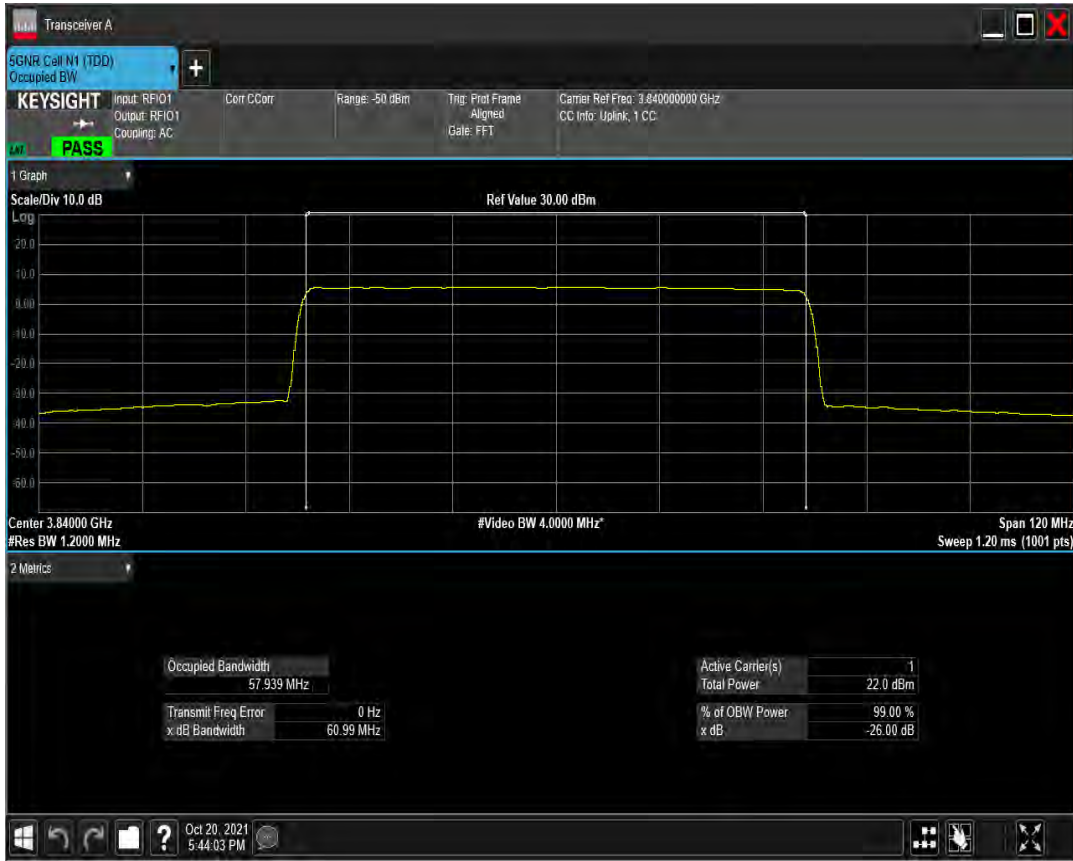 Transceiver A
5GNR Cell N1 (TDD)
Occupied BW
+
KEYSIGHT
Input: RFIO1
Output: RFIO1
Coupling: AC
Corr CCorr
Range: -50 dBm
Trig: Prot Frame
Aligned
Gate: FFT
Carrier Ref Freq: 3.840000000 GHz
CC Info: Uplink, 1 CC
PASS
1 Graph
Scale/Div 10.0 dB
Ref Value 30.00 dBm
Log
20.0
10.0
0.00
-10.0
-20.0
-30.0
-40.0
-50.0
-60.0
Center 3.84000 GHz
#Video BW 4.0000 MHz*
Span 120 MHz
#Res BW 1.2000 MHz
Sweep 1.20 ms (1001 pts)
2 Metrics
Occupied Bandwidth
57.939 MHz
Transmit Freq Error 0 Hz
x dB Bandwidth 60.99 MHz
Active Carrier(s) 1
Total Power 22.0 dBm
% of OBW Power 99.00 %
x dB -26.00 dB
?
Oct 20, 2021
5:44:03 PM